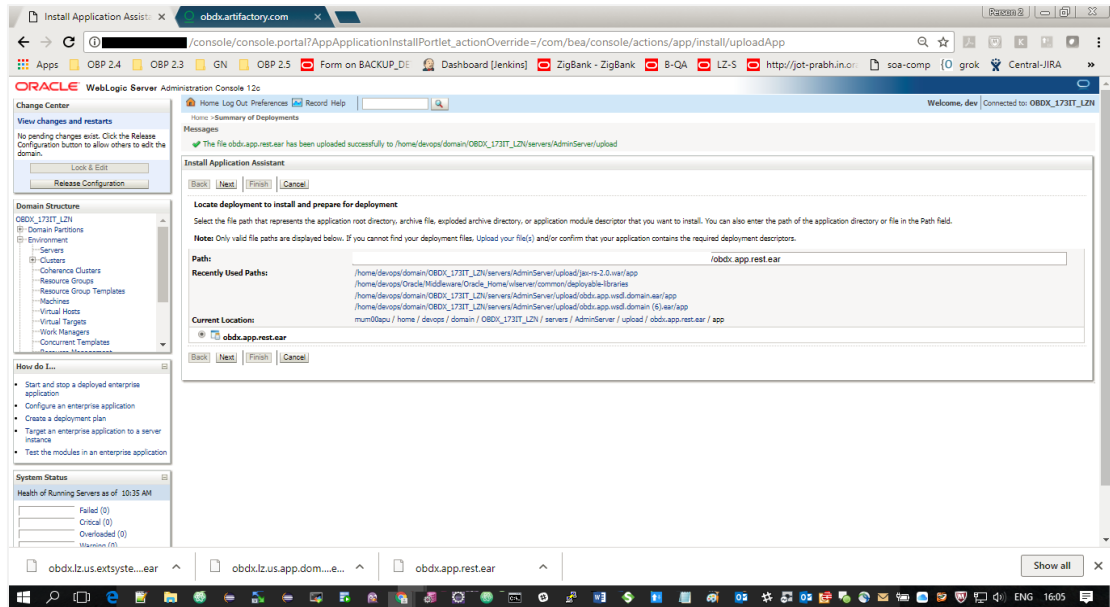 Install Application Assista
obdx.artifactory.com
Person 2
/console/console.portal?AppApplicationInstallPortlet_actionOverride=/com/bea/console/actions/app/install/uploadApp
Apps OBP 2.4 OBP 2.3 GN OBP 2.5 Form on BACKUP_DE Dashboard [Jenkins] ZigBank - ZigBank B-QA LZ-S http://jot-prabh.in.or soa-comp grok Central-JIRA »
ORACLE WebLogic Server Administration Console 12c
Change Center
View changes and restarts
No pending changes exist. Click the Release
Configuration button to allow others to edit the
domain.
Lock & Edit
Release Configuration
Domain Structure
OBDX_173IT_LZN
Domain Partitions
Environment
Servers
Clusters
Coherence Clusters
Resource Groups
Resource Group Templates
Machines
Virtual Hosts
Virtual Targets
Work Managers
Concurrent Templates
Resource Management
How do I...
Start and stop a deployed enterprise
application
Configure an enterprise application
Create a deployment plan
Target an enterprise application to a server
instance
Test the modules in an enterprise application
System Status
Health of Running Servers as of 10:35 AM
Failed (0)
Critical (0)
Overloaded (0)
Warning (0)
Home Log Out Preferences Record Help
Welcome, dev Connected to: OBDX_173IT_LZN
Home >Summary of Deployments
Messages
The file obdx.app.rest.ear has been uploaded successfully to /home/devops/domain/OBDX_173IT_LZN/servers/AdminServer/upload
Install Application Assistant
Back Next Finish Cancel
Locate deployment to install and prepare for deployment
Select the file path that represents the application root directory, archive file, exploded archive directory, or application module descriptor that you want to install. You can also enter the path of the application directory or file in the Path field.
Note: Only valid file paths are displayed below. If you cannot find your deployment files, Upload your file(s) and/or confirm that your application contains the required deployment descriptors.
Path: /obdx.app.rest.ear
Recently Used Paths: /home/devops/domain/OBDX_173IT_LZN/servers/AdminServer/upload/jax-rs-2.0.war/app
/home/devops/Oracle/Middleware/Oracle_Home/wlserver/common/deployable-libraries
/home/devops/domain/OBDX_173IT_LZN/servers/AdminServer/upload/obdx.app.wsdl.domain.ear/app
/home/devops/domain/OBDX_173IT_LZN/servers/AdminServer/upload/obdx.app.wsdl.domain (6).ear/app
Current Location: mum00apu / home / devops / domain / OBDX_173IT_LZN / servers / AdminServer / upload / obdx.app.rest.ear / app
obdx.app.rest.ear
Back Next Finish Cancel
obdx.lz.us.extsyste....ear
obdx.lz.us.app.dom....e...
obdx.app.rest.ear
Show all
ENG 16:05